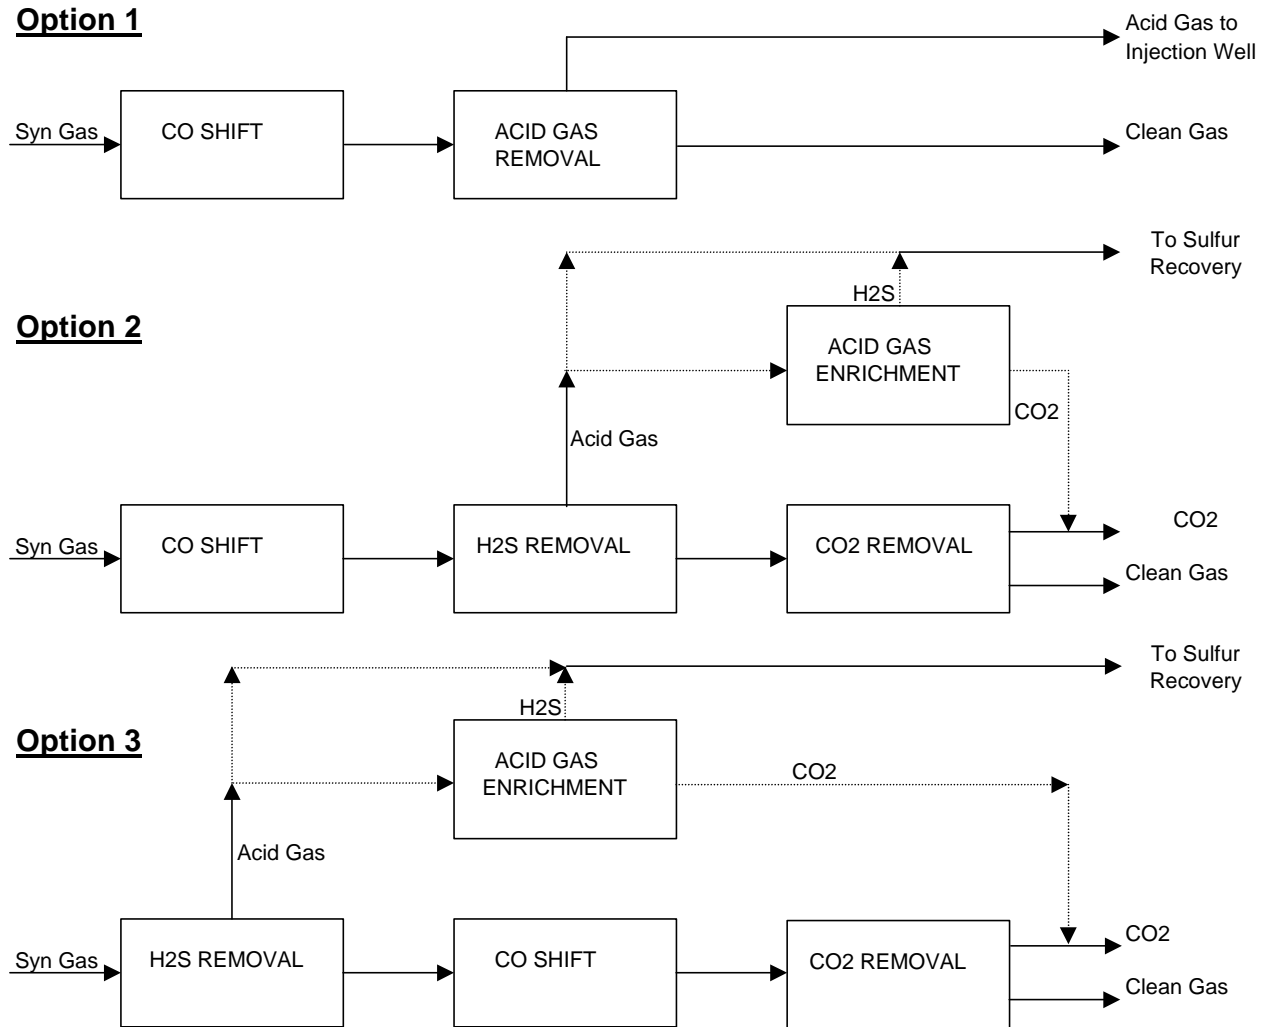 Option 1
Acid Gas to
Injection Well
Syn Gas
CO SHIFT
ACID GAS
REMOVAL
Clean Gas
To Sulfur
Recovery
H2S
Option 2
ACID GAS
ENRICHMENT
CO2
Acid Gas
Syn Gas
CO SHIFT
H2S REMOVAL
CO2 REMOVAL
CO2
Clean Gas
To Sulfur
Recovery
H2S
Option 3
ACID GAS
ENRICHMENT
CO2
Acid Gas
Syn Gas
H2S REMOVAL
CO SHIFT
CO2 REMOVAL
CO2
Clean Gas